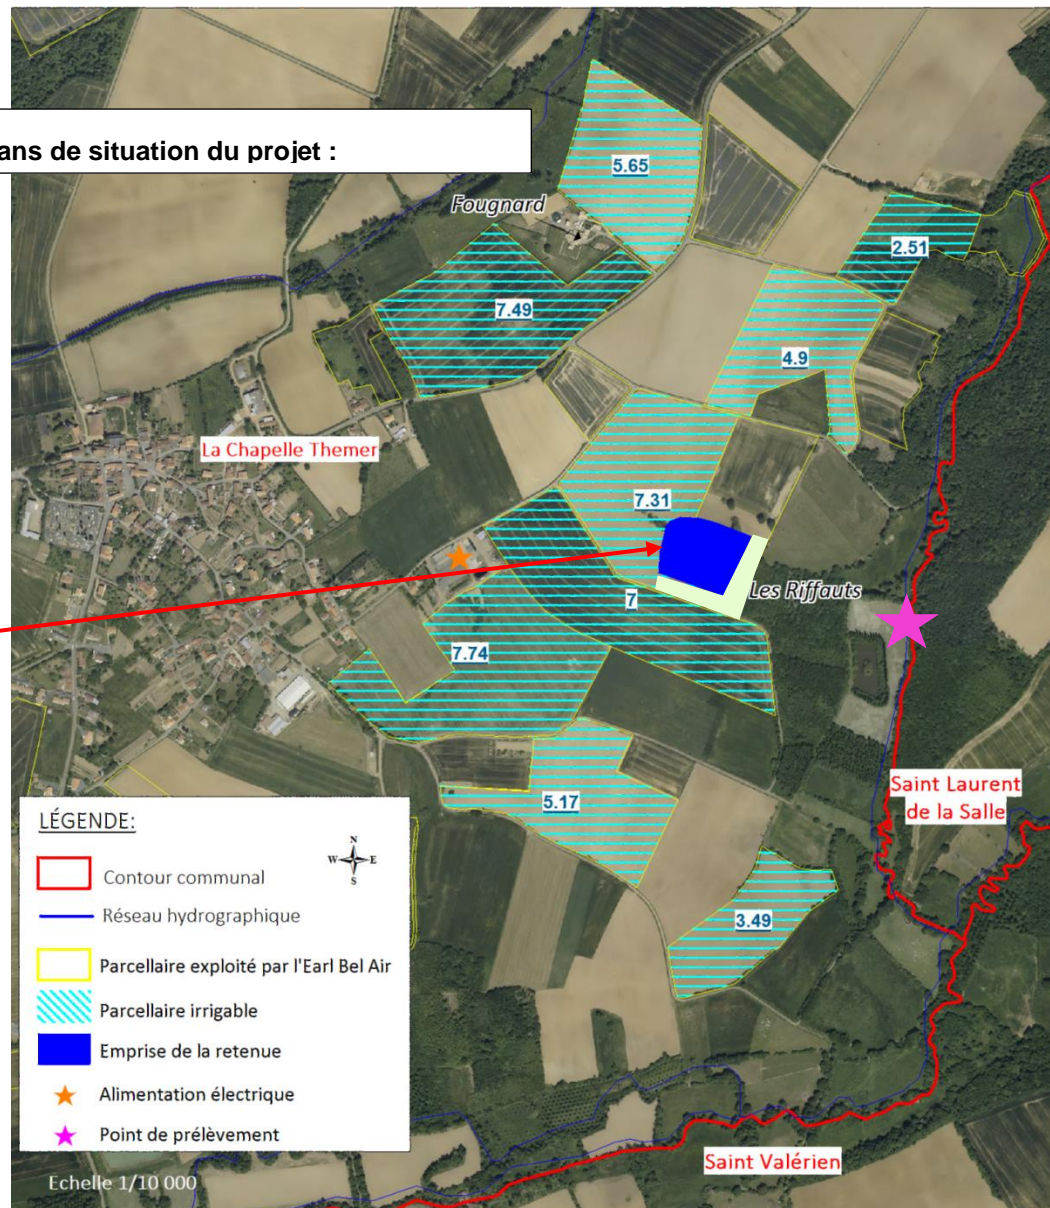 ans de situation du projet :
5.65
Fougnard
2.51
7.49
4.9
La Chapelle Themer
7.31
Les Riffauts
7
7.74
Saint Laurent
de la Salle
5.17
3.49
LÉGENDE:
N
W E
S
Contour communal
Réseau hydrographique
Parcellaire exploité par l'Earl Bel Air
Parcellaire irrigable
Emprise de la retenue
Alimentation électrique
Point de prélèvement
Saint Valérien
Echelle 1/10 000